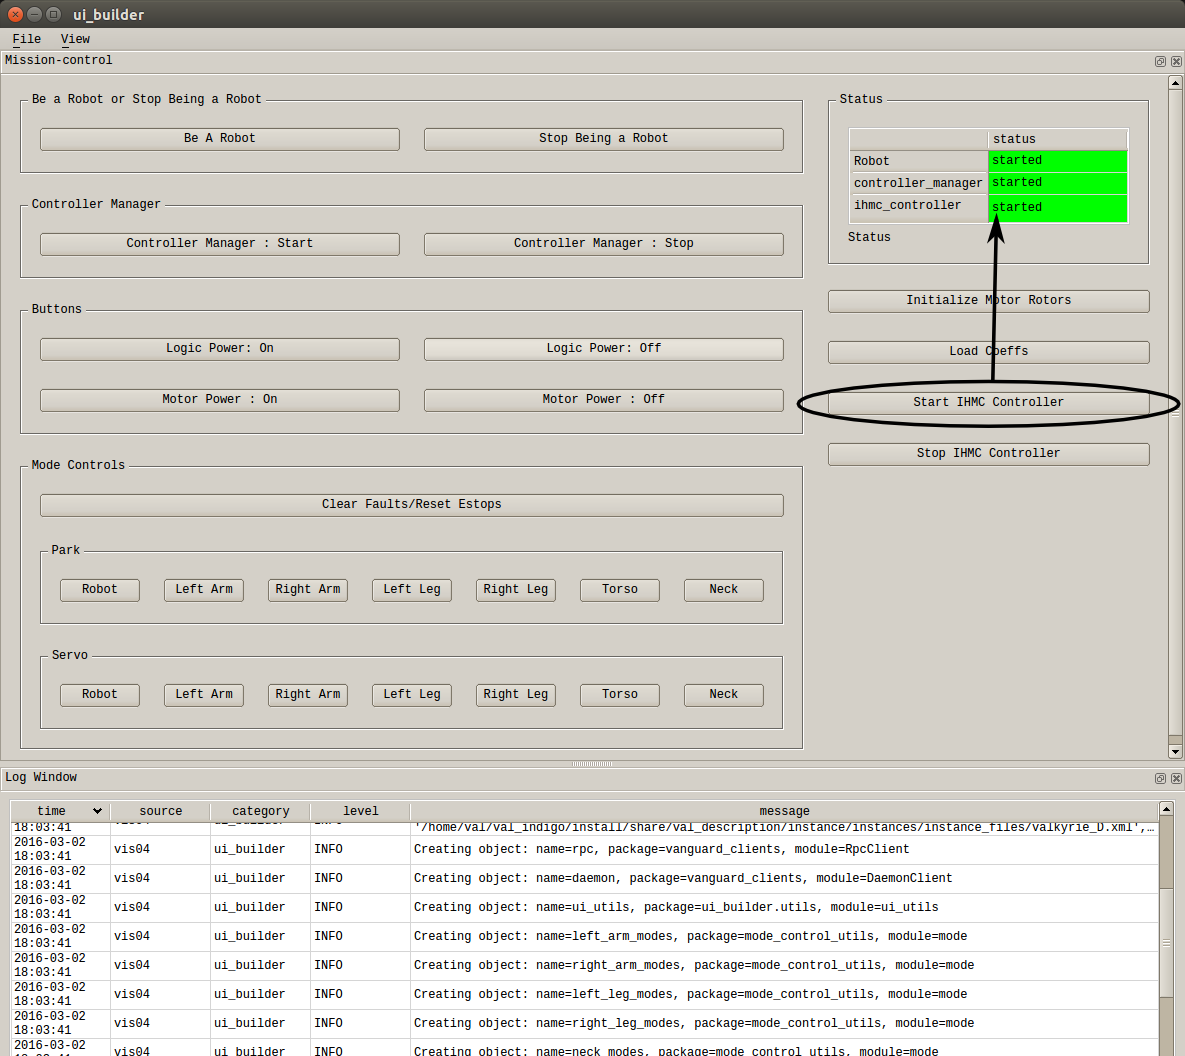 ui_builder
File View
Mission-control
Be a Robot or Stop Being a Robot
Be A Robot
Stop Being a Robot
Controller Manager
Controller Manager : Start
Controller Manager : Stop
Buttons
Logic Power: On
Logic Power: Off
Motor Power : On
Motor Power : Off
Mode Controls
Clear Faults/Reset Estops
Park
Robot Left Arm Right Arm Left Leg Right Leg Torso Neck
Servo
Robot Left Arm Right Arm Left Leg Right Leg Torso Neck
Status
status
Robot started
controller_manager started
ihmc_controller started
Status
Initialize Motor Rotors
Load Coeffs
Start IHMC Controller
Stop IHMC Controller
Log Window
time source category level message
18:03:41 vis04 ui_builder INFO '/home/val/val_indigo/install/share/val_description/instance/instances/instance_files/valkyrie_D.xml',...
2016-03-02
18:03:41 vis04 ui_builder INFO Creating object: name=rpc, package=vanguard_clients, module=RpcClient
2016-03-02
18:03:41 vis04 ui_builder INFO Creating object: name=daemon, package=vanguard_clients, module=DaemonClient
2016-03-02
18:03:41 vis04 ui_builder INFO Creating object: name=ui_utils, package=ui_builder.utils, module=ui_utils
2016-03-02
18:03:41 vis04 ui_builder INFO Creating object: name=left_arm_modes, package=mode_control_utils, module=mode
2016-03-02
18:03:41 vis04 ui_builder INFO Creating object: name=right_arm_modes, package=mode_control_utils, module=mode
2016-03-02
18:03:41 vis04 ui_builder INFO Creating object: name=left_leg_modes, package=mode_control_utils, module=mode
2016-03-02
18:03:41 vis04 ui_builder INFO Creating object: name=right_leg_modes, package=mode_control_utils, module=mode
2016-03-02
18:03:41 vis04 ui_builder INFO Creating object: name=neck_modes, package=mode_control_utils, module=mode